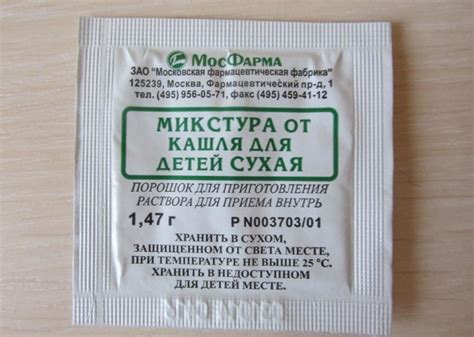 МосФарма
ЗАО "Московская фармацевтическая фабрика"
125239, Москва, Фармацевтический пр-д, 1
тел. (495) 956-05-71, факс (495) 459-41-12
МИКСТУРА ОТ
КАШЛЯ ДЛЯ
ДЕТЕЙ СУХАЯ
ПОРОШОК ДЛЯ ПРИГОТОВЛЕНИЯ
РАСТВОРА ДЛЯ ПРИЕМА ВНУТРЬ
1,47 г Р N003703/01
ХРАНИТЬ В СУХОМ,
ЗАЩИЩЕННОМ ОТ СВЕТА МЕСТЕ,
ПРИ ТЕМПЕРАТУРЕ НЕ ВЫШЕ 25 °С.
ХРАНИТЬ В НЕДОСТУПНОМ
ДЛЯ ДЕТЕЙ МЕСТЕ.